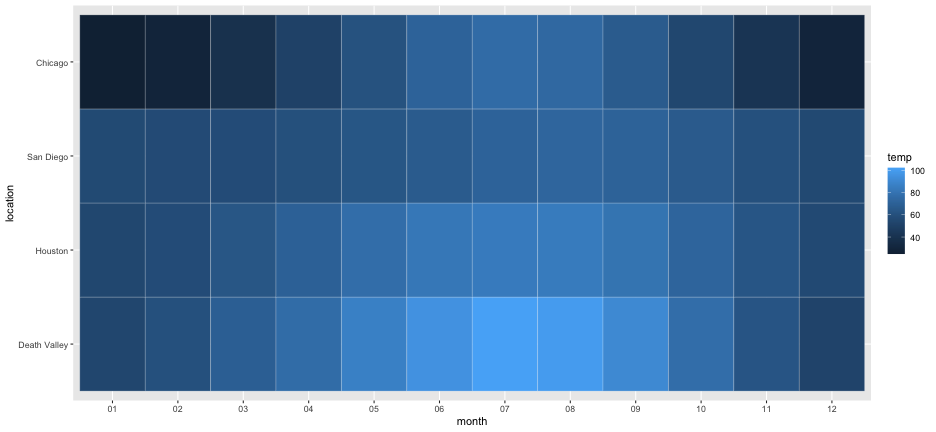 Chicago
San Diego
Houston
Death Valley
location
01 02 03 04 05 06 07 08 09 10 11 12
month
temp
100
80
60
40